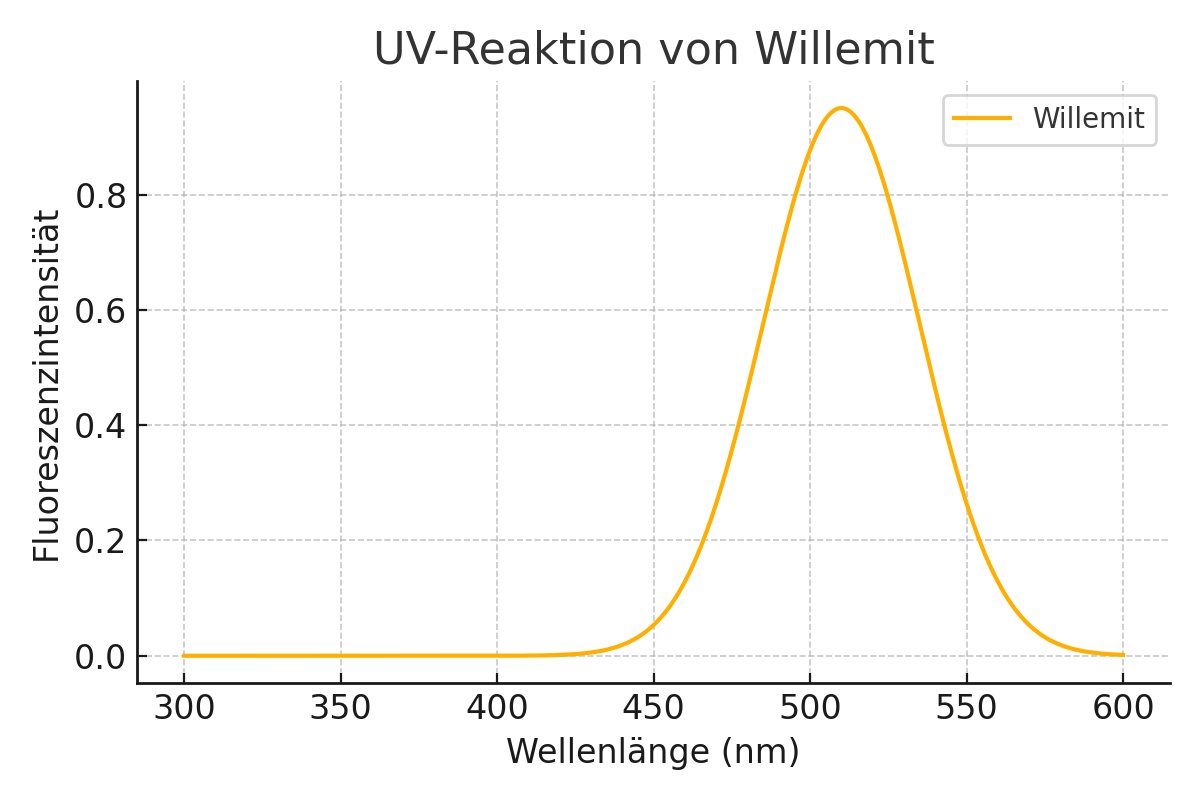 UV-Reaktion von Willemit
Willemit
Fluoreszenzintensität
0.8
0.6
0.4
0.2
0.0
300 350 400 450 500 550 600
Wellenlänge (nm)